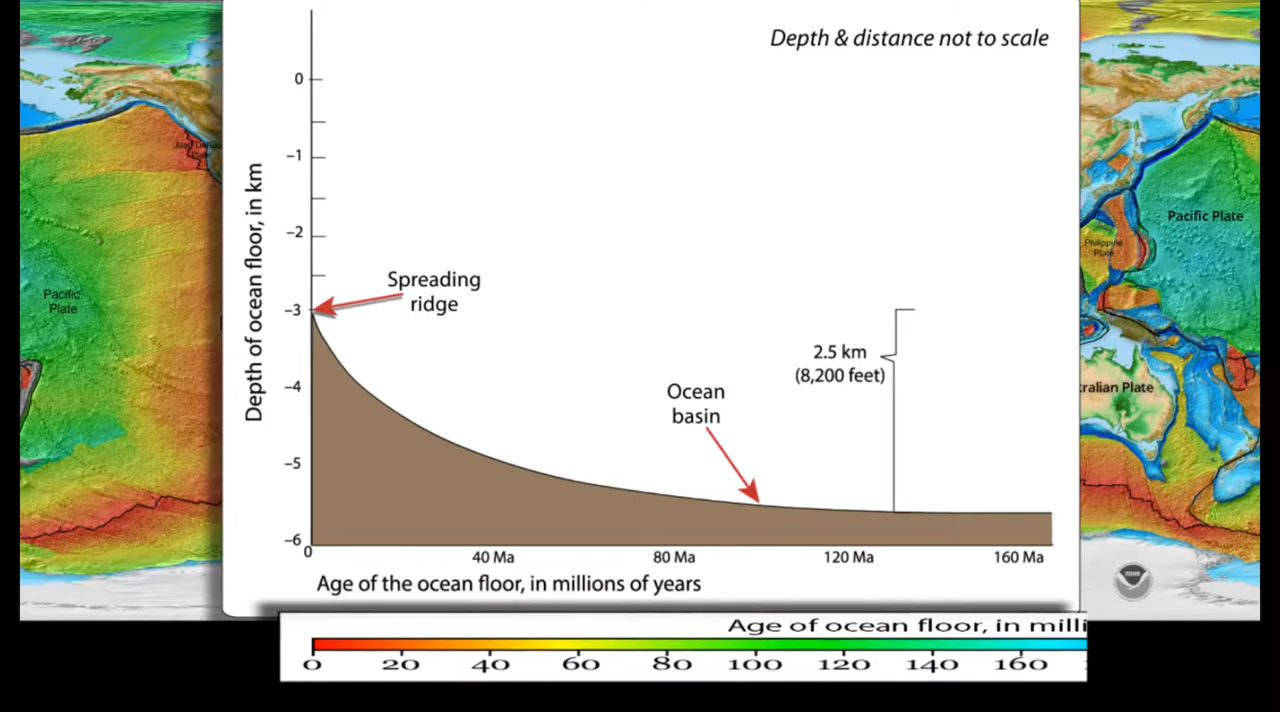 Depth & distance not to scale
0
−1
−2
−3
−4
−5
−6
Depth of ocean floor, in km
Spreading
ridge
2.5 km
(8,200 feet)
Ocean
basin
0
40 Ma
80 Ma
120 Ma
160 Ma
Age of the ocean floor, in millions of years
Pacific
Plate
Pacific Plate
Philippine
Plate
ralian Plate
Age of ocean floor, in milli
0 20 40 60 80 100 120 140 160